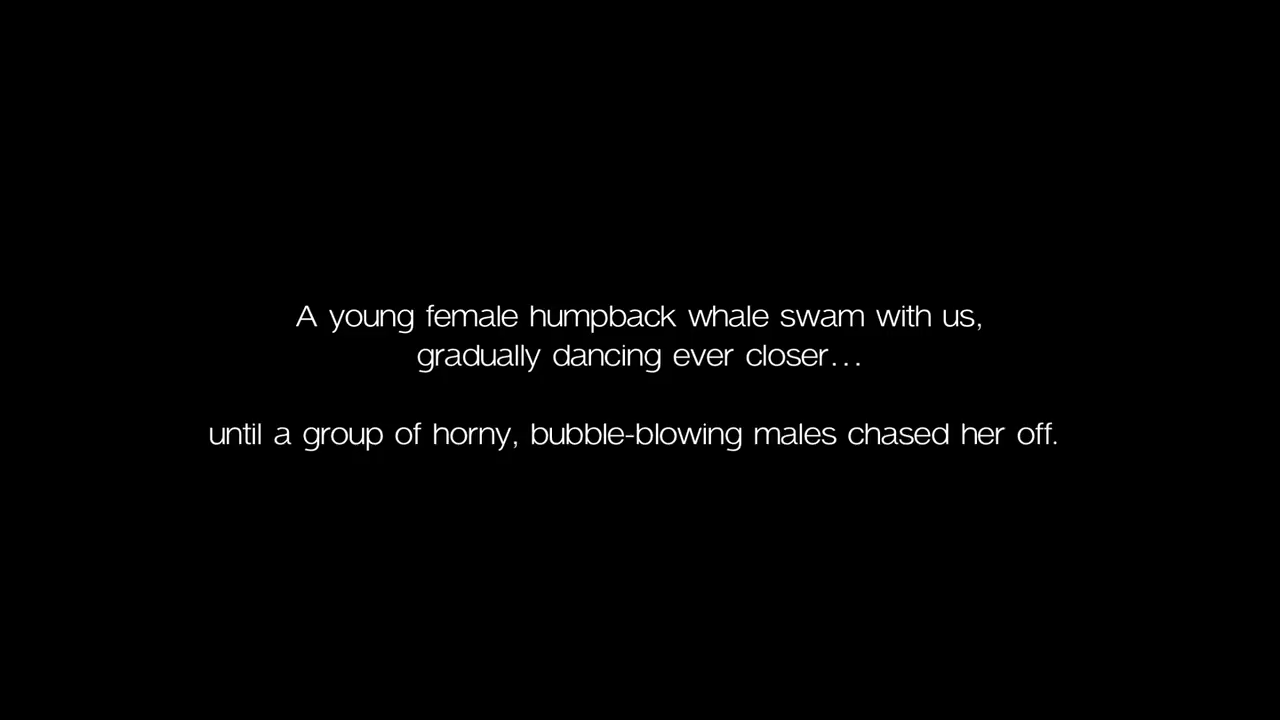 A young female humpback whale swam with us,
gradually dancing ever closer…
until a group of horny, bubble-blowing males chased her off.